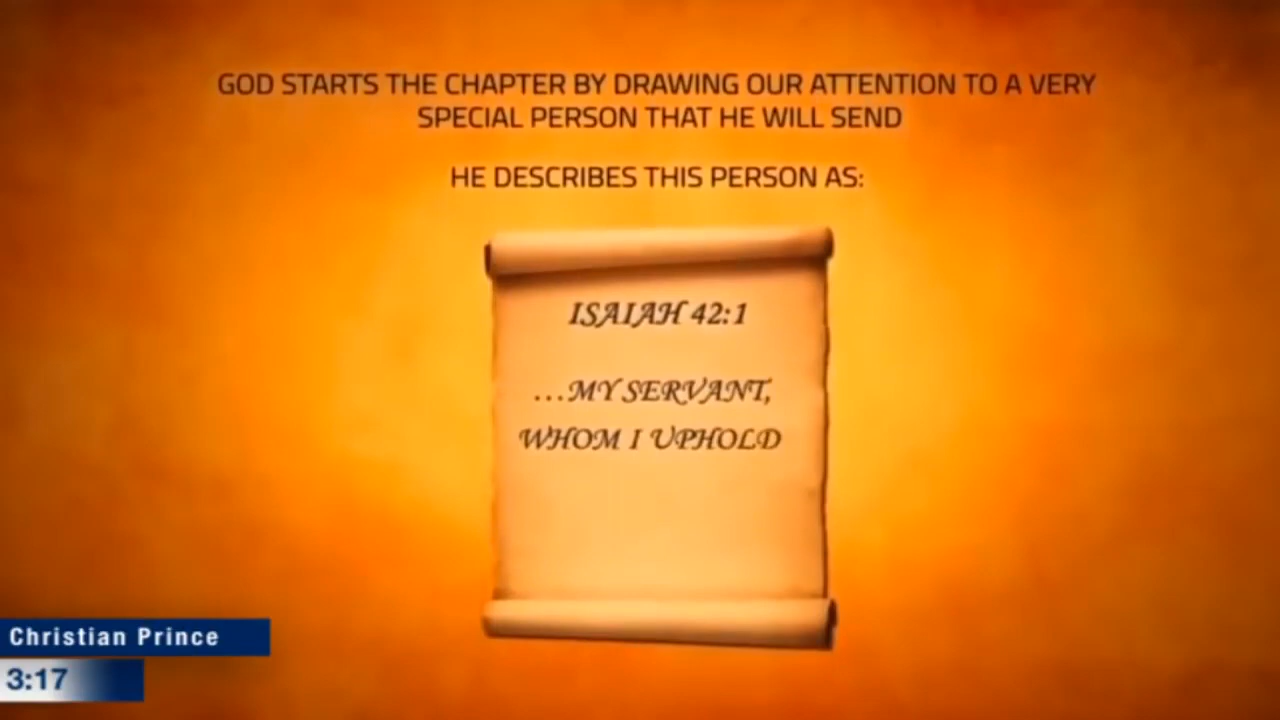 GOD STARTS THE CHAPTER BY DRAWING OUR ATTENTION TO A VERY
SPECIAL PERSON THAT HE WILL SEND
HE DESCRIBES THIS PERSON AS:
ISAIAH 42:1
...MY SERVANT,
WHOM I UPHOLD
Christian Prince
3:17